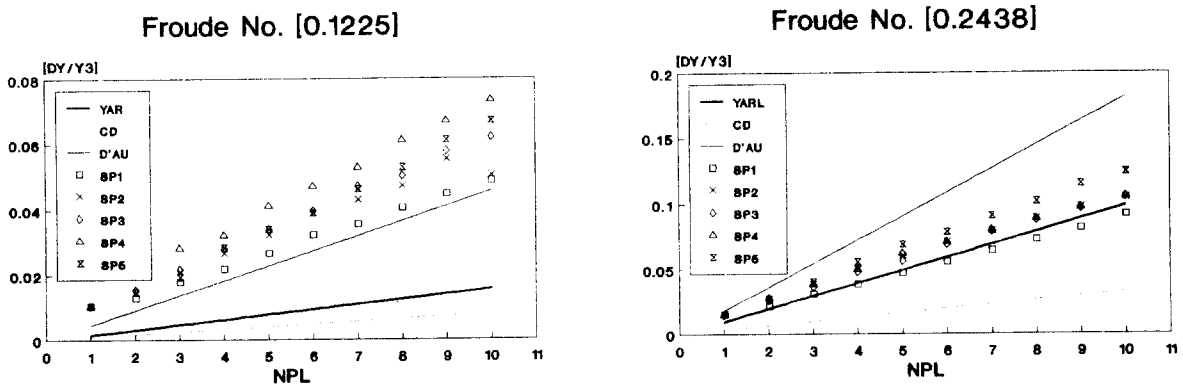 Froude No. [0.1225]
[DY/Y3]
0.08
0.06
0.04
0.02
0
YAR
CD
D'AU
SP1
SP2
SP3
SP4
SP5
0 1 2 3 4 5 6 7 8 9 10 11
NPL
Froude No. [0.2438]
[DY/Y3]
0.2
0.15
0.1
0.05
0
YARL
CD
D'AU
SP1
SP2
SP3
SP4
SP5
0 1 2 3 4 5 6 7 8 9 10 11
NPL